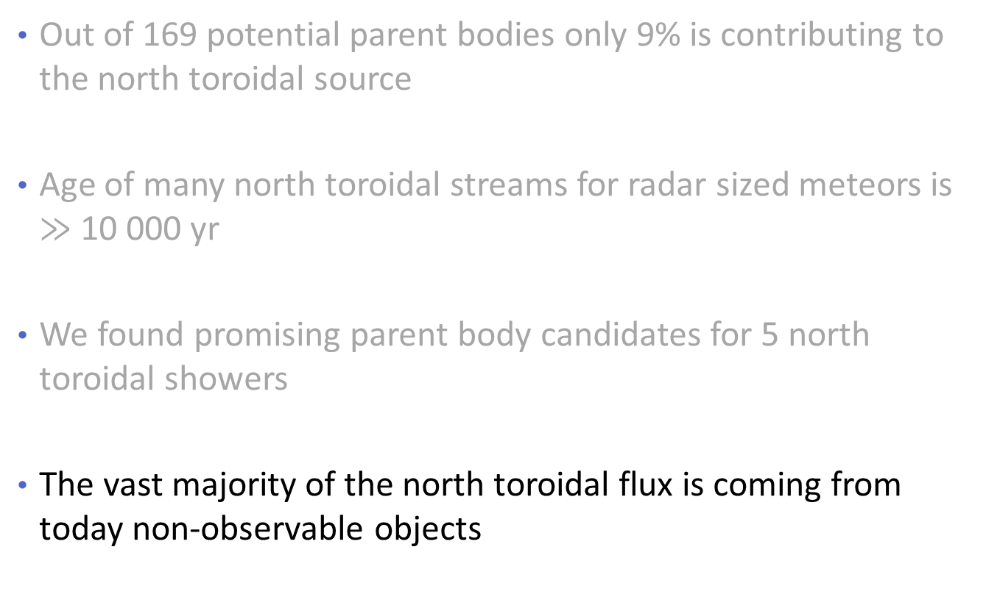 • Out of 169 potential parent bodies only 9% is contributing to
the north toroidal source
• Age of many north toroidal streams for radar sized meteors is
≫ 10 000 yr
• We found promising parent body candidates for 5 north
toroidal showers
• The vast majority of the north toroidal flux is coming from
today non-observable objects